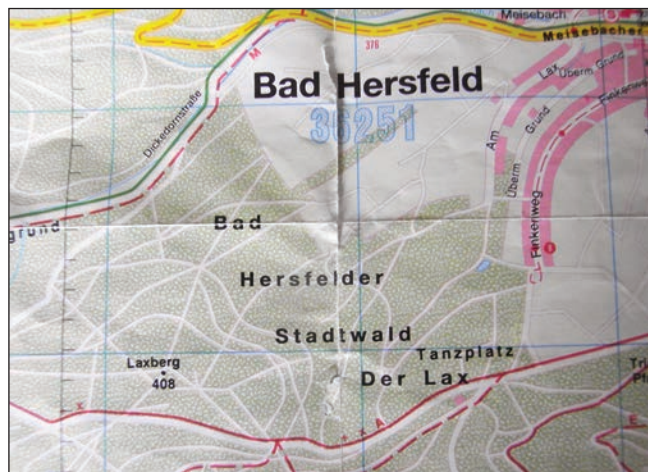 Meisebach
S
Meisebacher
376
M
Bad Hersfeld
36251
Lax
Überm Grund
Finkenweg
Dickedornstraße
Am
Grund
Überm
grund
Bad
Finkenweg
Hersfelder
Stadtwald
Tanzplatz
Laxberg
408
Der Lax
x
x
A
E